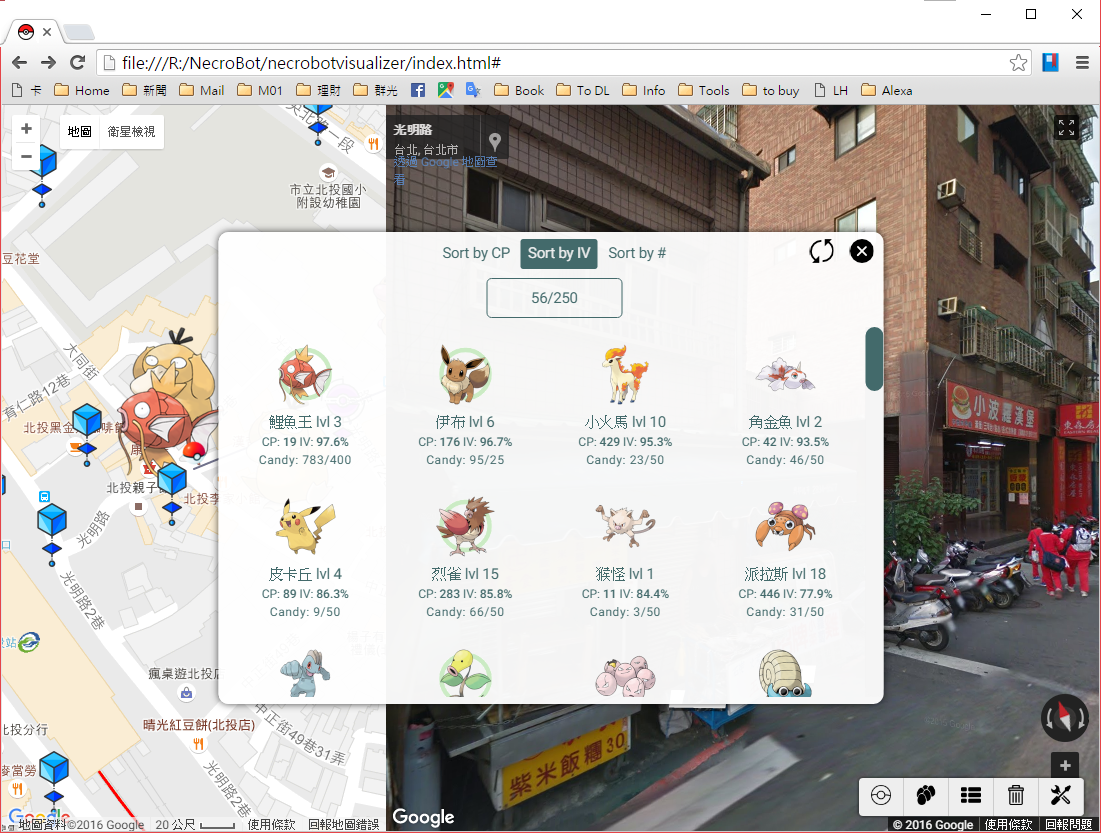 file:///R:/NecroBot/necrobotvisualizer/index.html#
卡 Home 新聞 Mail M01 理財 群光 Book To DL Info Tools to buy LH Alexa
地圖 衛星檢視
光明路
台北, 台北市
透過 Google 地圖查
看
市立北投國小
附設幼稚園
豆花堂
大同街
育仁路12巷
北投黑金
北投親子
北投李
光明路
光明路2巷
瘋桌遊北投店
北投分行
晴光紅豆餅(北投店)
中正街49巷31弄
麥當勞
光明路2巷
Sort by CP Sort by IV Sort by #
56/250
鯉魚王 lvl 3
CP: 19 IV: 97.6%
Candy: 783/400
伊布 lvl 6
CP: 176 IV: 96.7%
Candy: 95/25
小火馬 lvl 10
CP: 429 IV: 95.3%
Candy: 23/50
角金魚 lvl 2
CP: 42 IV: 93.5%
Candy: 46/50
皮卡丘 lvl 4
CP: 89 IV: 86.3%
Candy: 9/50
烈雀 lvl 15
CP: 283 IV: 85.8%
Candy: 66/50
猴怪 lvl 1
CP: 11 IV: 84.4%
Candy: 3/50
派拉斯 lvl 18
CP: 446 IV: 77.9%
Candy: 31/50
小波羅漢堡
紫米飯糰30
Google
地圖資料©2016 Google 20 公尺 使用條款 回報地圖錯誤
Google
© 2016 Google 使用條款 回報問題